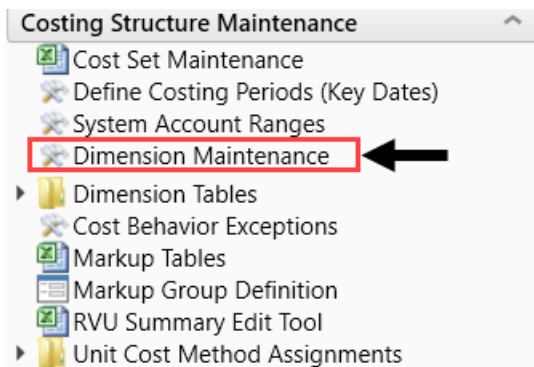 Costing Structure Maintenance
Cost Set Maintenance
Define Costing Periods (Key Dates)
System Account Ranges
Dimension Maintenance
Dimension Tables
Cost Behavior Exceptions
Markup Tables
Markup Group Definition
RVU Summary Edit Tool
Unit Cost Method Assignments